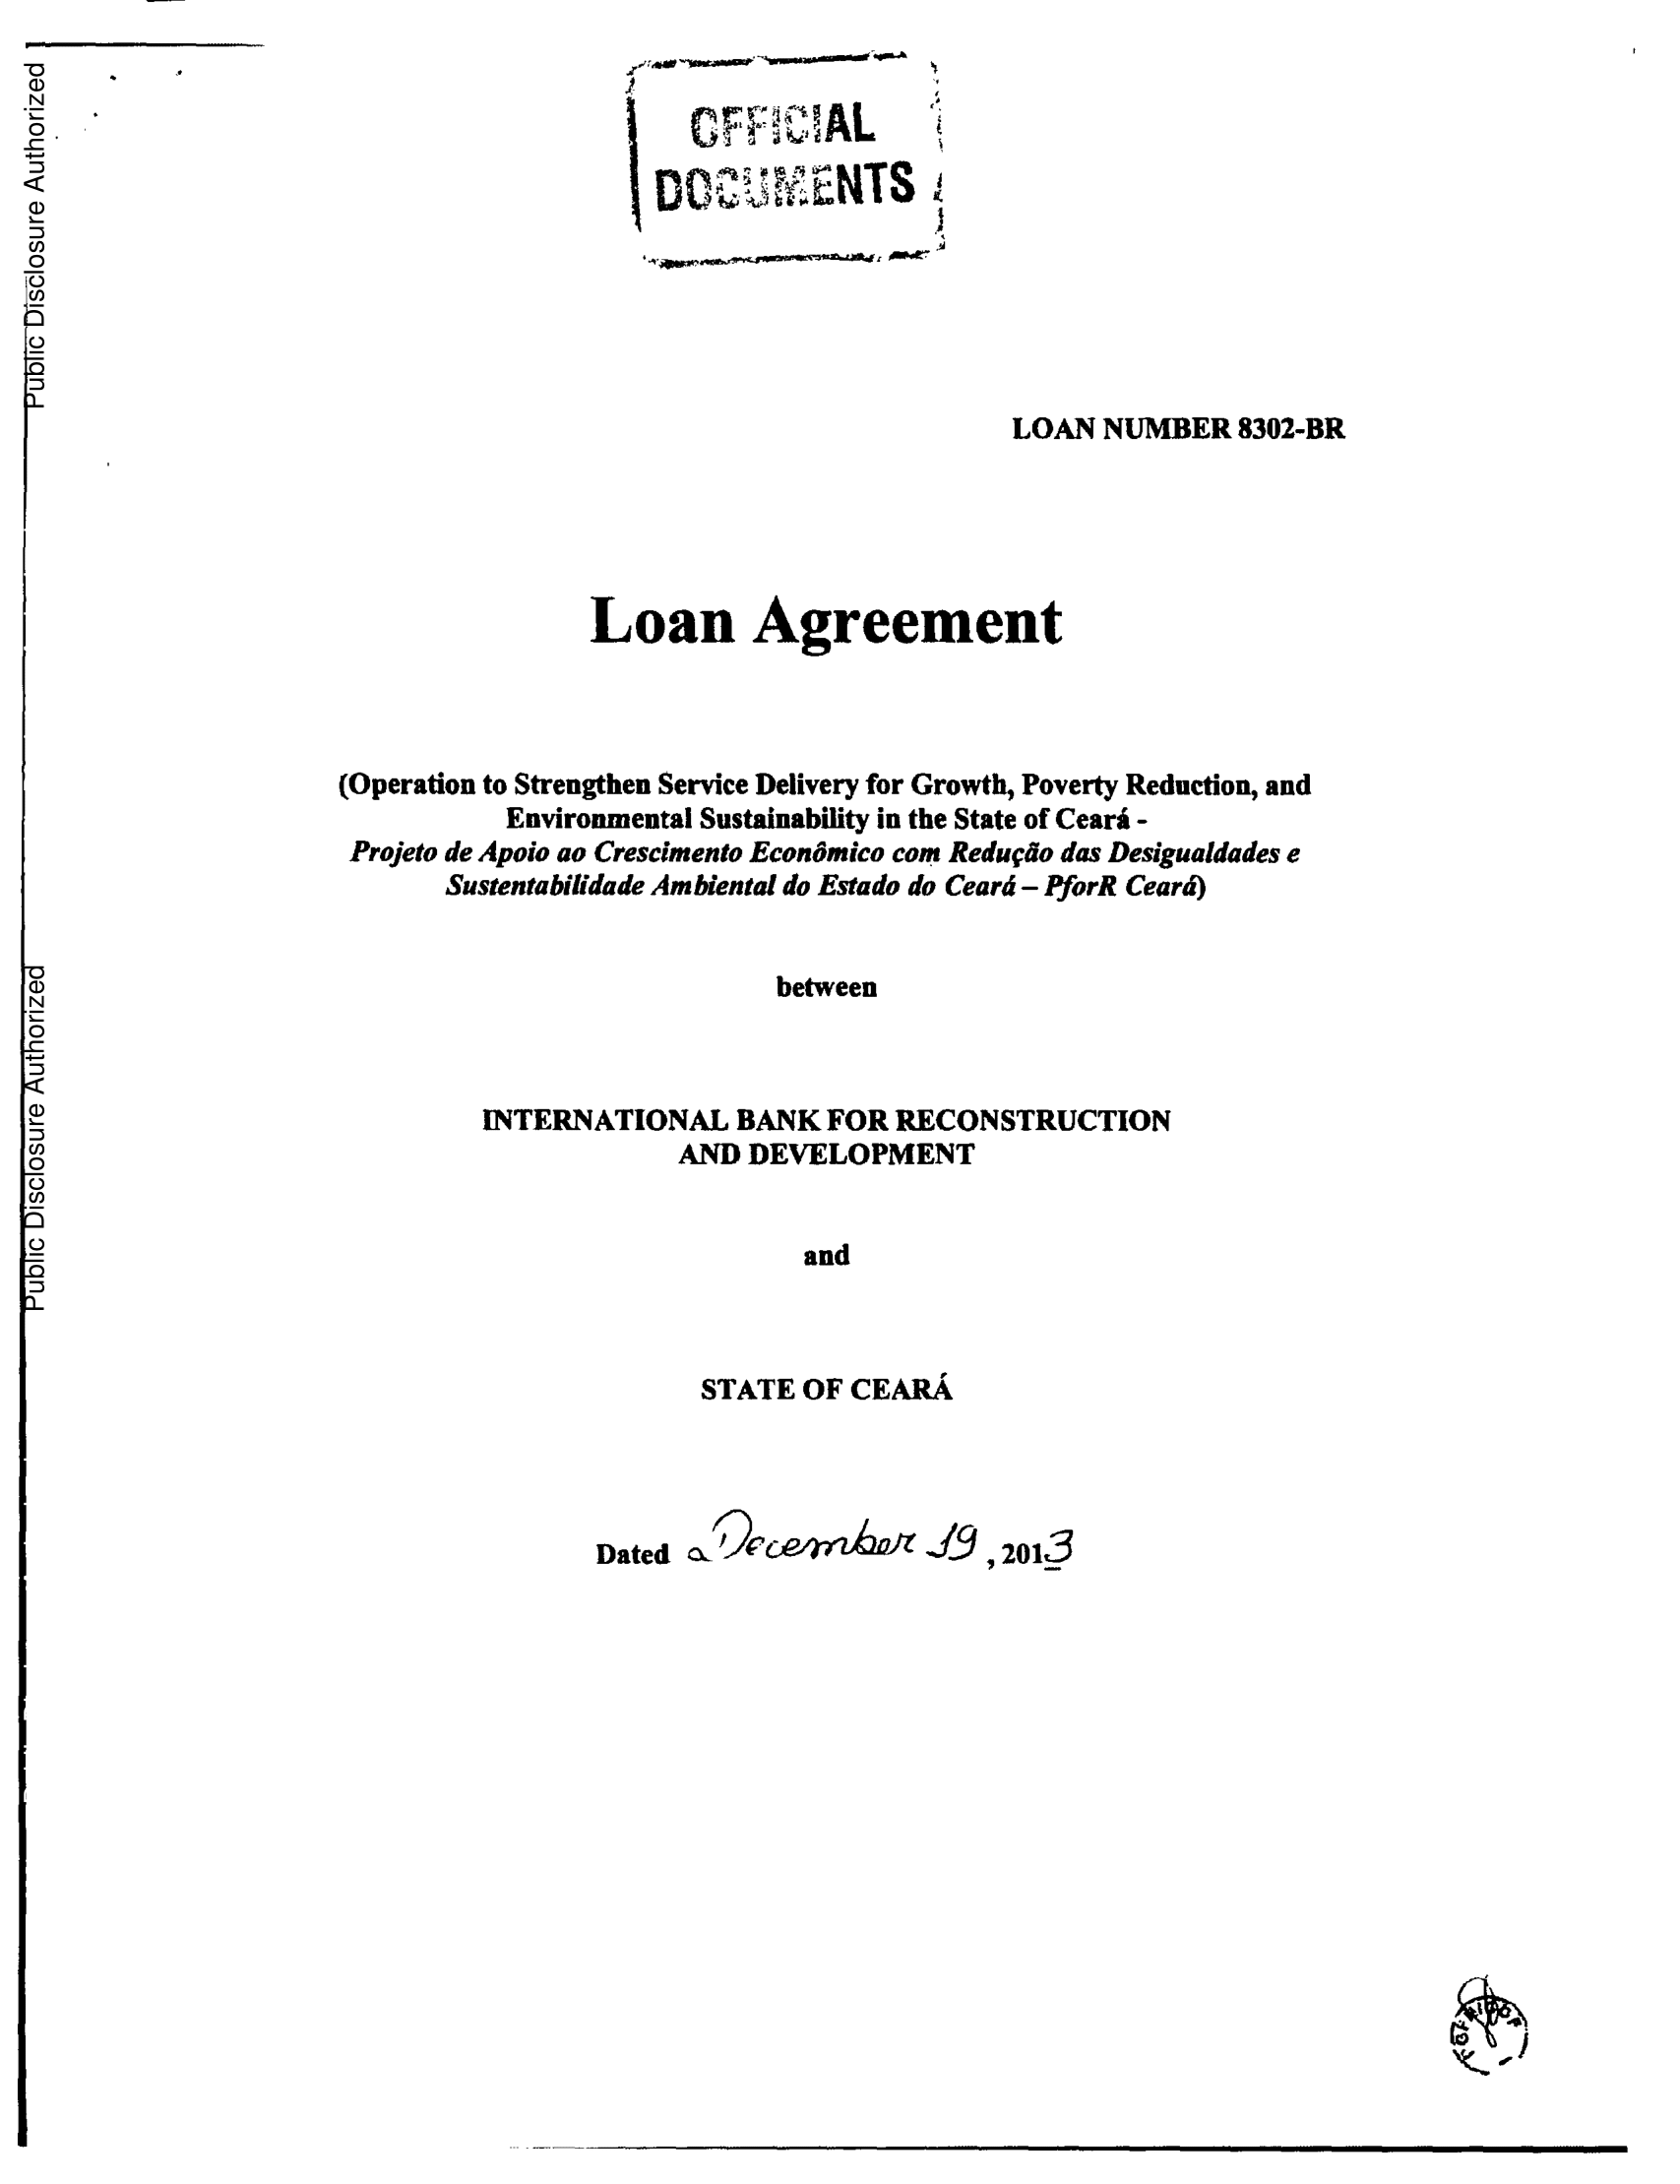 Public Disclosure Authorized
OFFICIAL
DOCUMENTS
LOAN NUMBER 8302-BR
Loan Agreement
(Operation to Strengthen Service Delivery for Growth, Poverty Reduction, and
Environmental Sustainability in the State of Ceará -
Projeto de Apoio ao Crescimento Econômico com Redução das Desigualdades e
Sustentabilidade Ambiental do Estado do Ceará – PforR Ceará)
between
Public Disclosure Authorized
INTERNATIONAL BANK FOR RECONSTRUCTION
AND DEVELOPMENT
and
STATE OF CEARÁ
Dated December 19, 2013